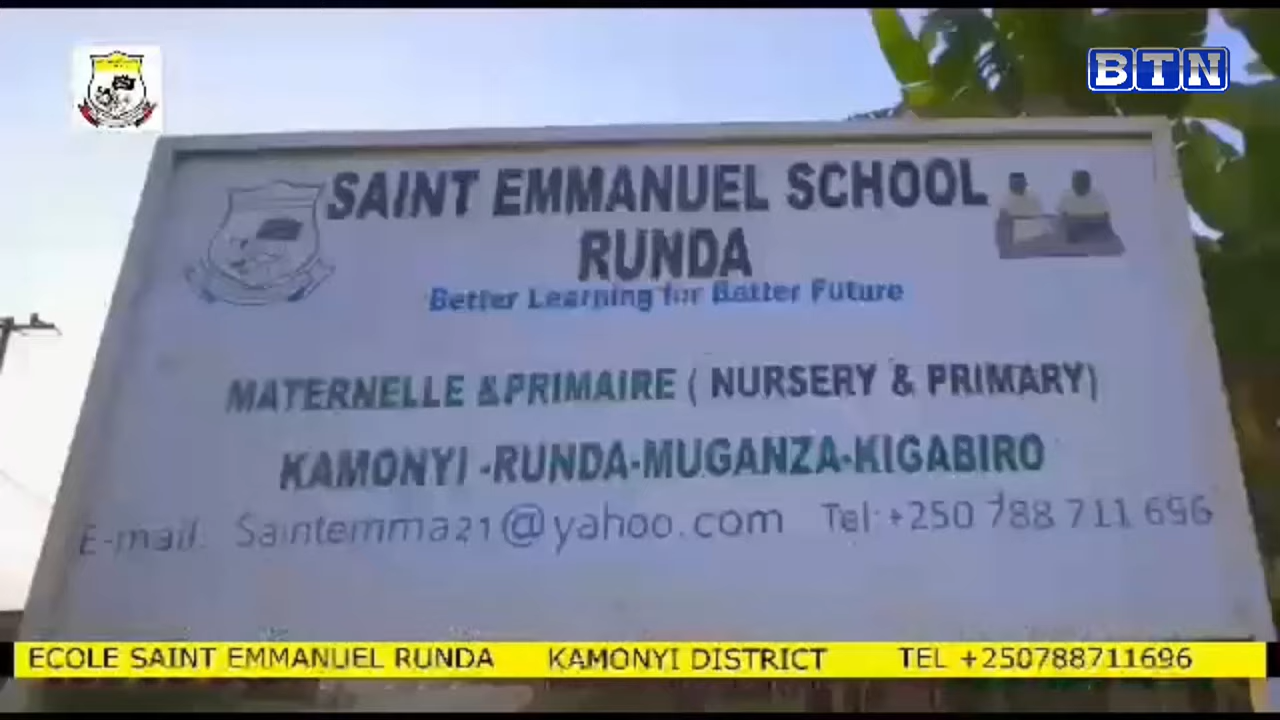 BTN
SAINT EMMANUEL SCHOOL
RUNDA
Better Learning for Better Future
MATERNELLE &PRIMAIRE ( NURSERY & PRIMARY)
KAMONYI -RUNDA-MUGANZA-KIGABIRO
E-mail: Saintemma21@yahoo.com Tel:+250 788 711 696
ECOLE SAINT EMMANUEL RUNDA KAMONYI DISTRICT TEL +250788711696